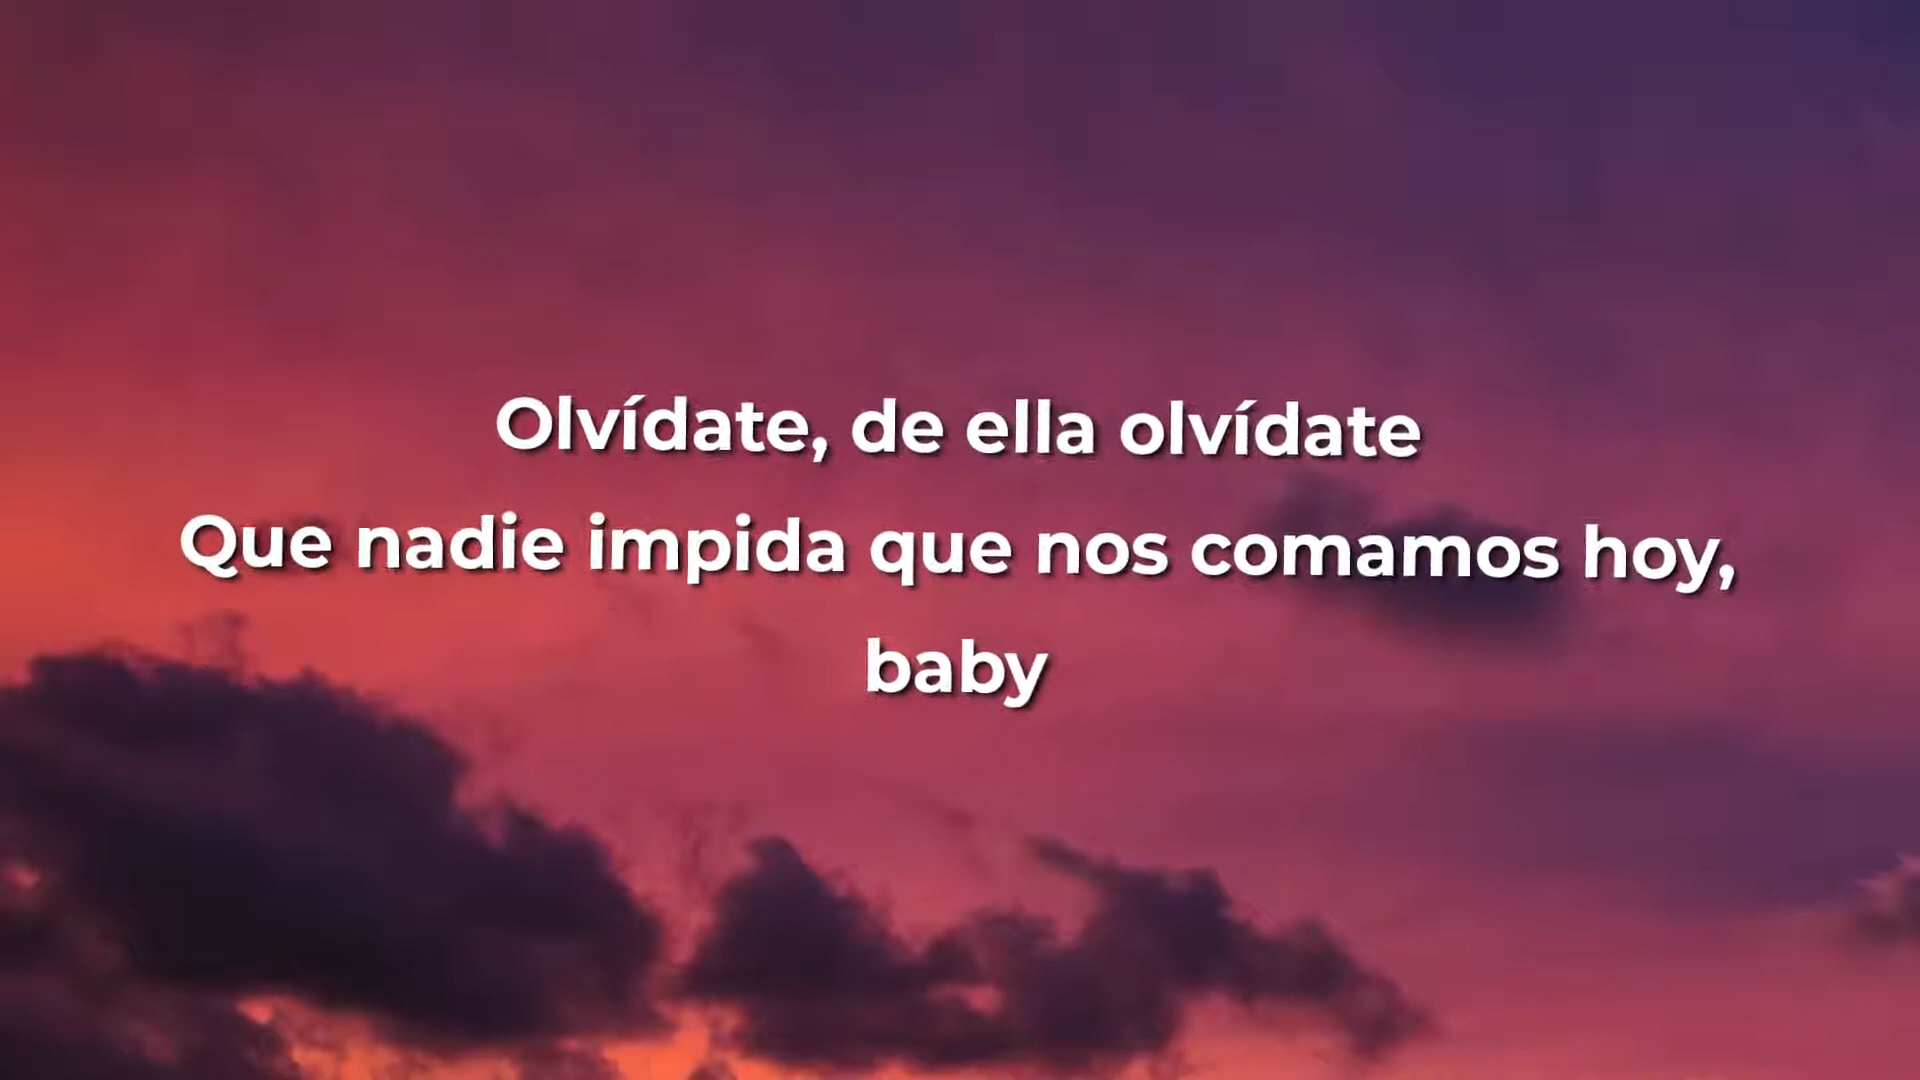 Olvídate, de ella olvídate
Que nadie impida que nos comamos hoy,
baby